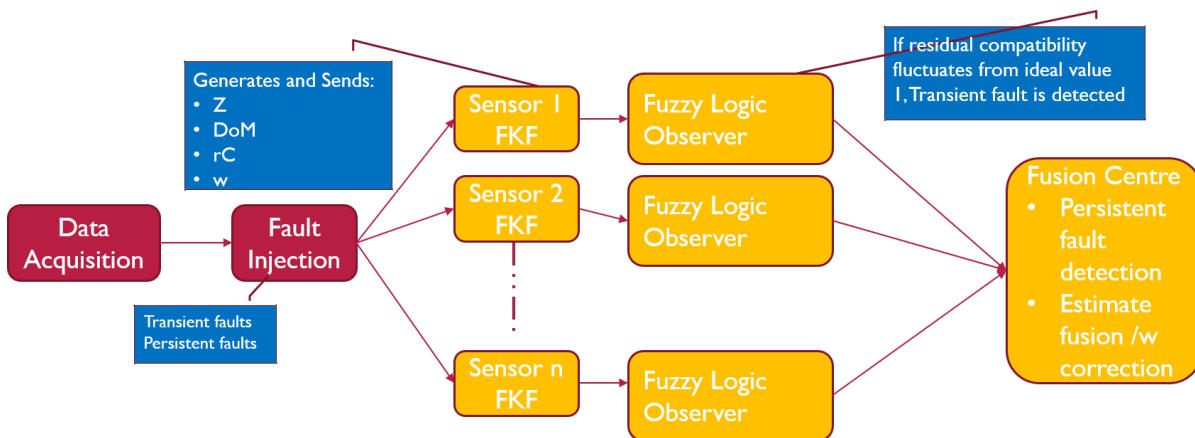 Generates and Sends:
• Z
• DoM
• rC
• w
If residual compatibility
fluctuates from ideal value
1, Transient fault is detected
Sensor 1
FKF
Fuzzy Logic
Observer
Sensor 2
FKF
Fuzzy Logic
Observer
Data
Acquisition
Fault
Injection
Transient faults
Persistent faults
Sensor n
FKF
Fuzzy Logic
Observer
Fusion Centre
• Persistent
fault
detection
• Estimate
fusion /w
correction